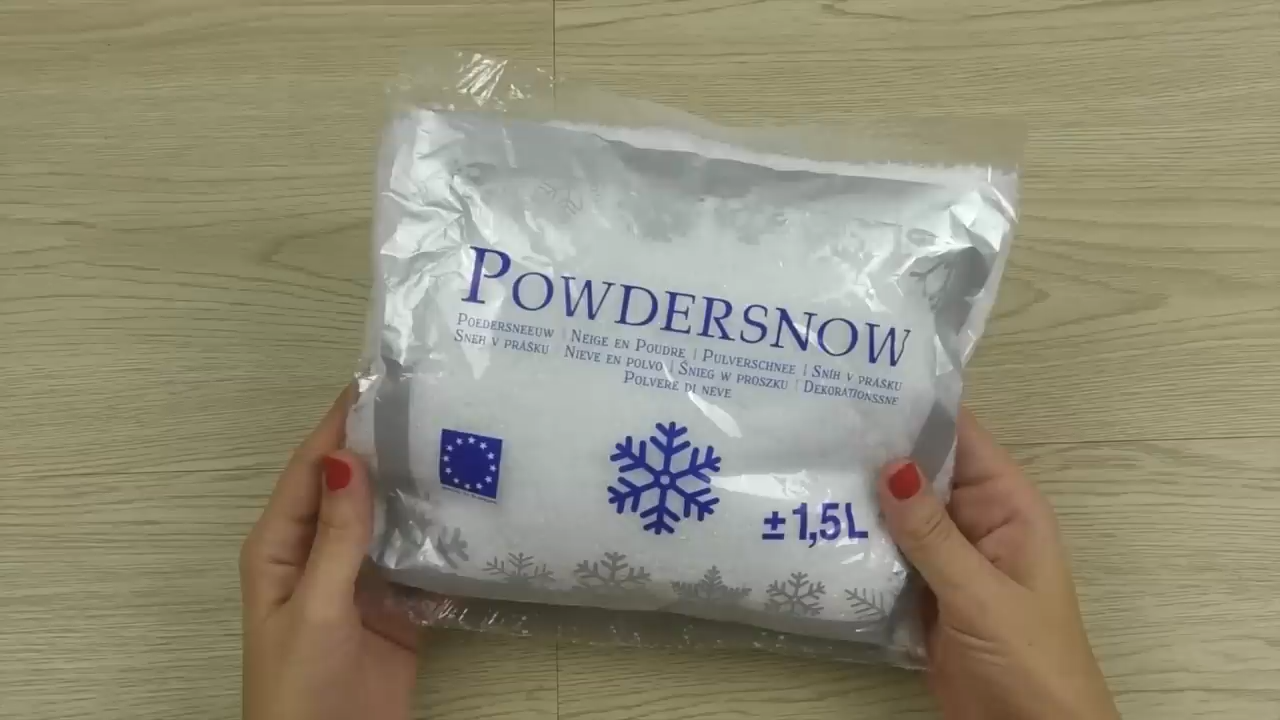 POWDERSNOW
POEDERSNEEUW | NEIGE EN POUDRE | PULVERSCHNEE | SNÍH V PRÁŠKU
SNEH V PRÁŠKU | NIEVE EN POLVO | ŚNIEG W PROSZKU | DEKORATIONSSNE
POLVERE DI NEVE
± 1,5L